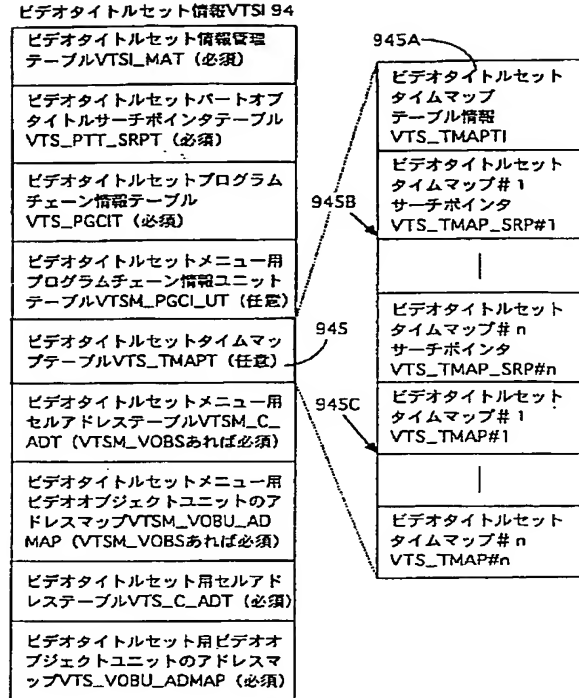 ビデオタイトルセット情報VTSI 94
ビデオタイトルセット情報管理
テーブルVTSI_MAT（必須）
ビデオタイトルセットパートオブ
タイトルサーチポインタテーブル
VTS_PTT_SRPT（必須）
ビデオタイトルセットプログラム
チェーン情報テーブル
VTS_PGCIT（必須）
ビデオタイトルセットメニュー用
プログラムチェーン情報ユニット
テーブルVTSM_PGCI_UT（任意）
ビデオタイトルセットタイムマッ
プテーブルVTS_TMAPT（任意）
ビデオタイトルセットメニュー用
セルアドレステーブルVTSM_C_
ADT（VTSM_VOBSあれば必須）
ビデオタイトルセットメニュー用
ビデオオブジェクトユニットのア
ドレスマップVTSM_VOBU_AD
MAP（VTSM_VOBSあれば必須）
ビデオタイトルセット用セルアド
レステーブルVTS_C_ADT（必須）
ビデオタイトルセット用ビデオオ
ブジェクトユニットのアドレスマ
ップVTS_VOBU_ADMAP（必須）
945
945A
ビデオタイトルセット
タイムマップ
テーブル情報
VTS_TMAPTI
945B
ビデオタイトルセット
タイムマップ＃1
サーチポインタ
VTS_TMAP_SRP#1
ビデオタイトルセット
タイムマップ＃n
サーチポインタ
VTS_TMAP_SRP#n
945C
ビデオタイトルセット
タイムマップ＃1
VTS_TMAP#1
ビデオタイトルセット
タイムマップ＃n
VTS_TMAP#n